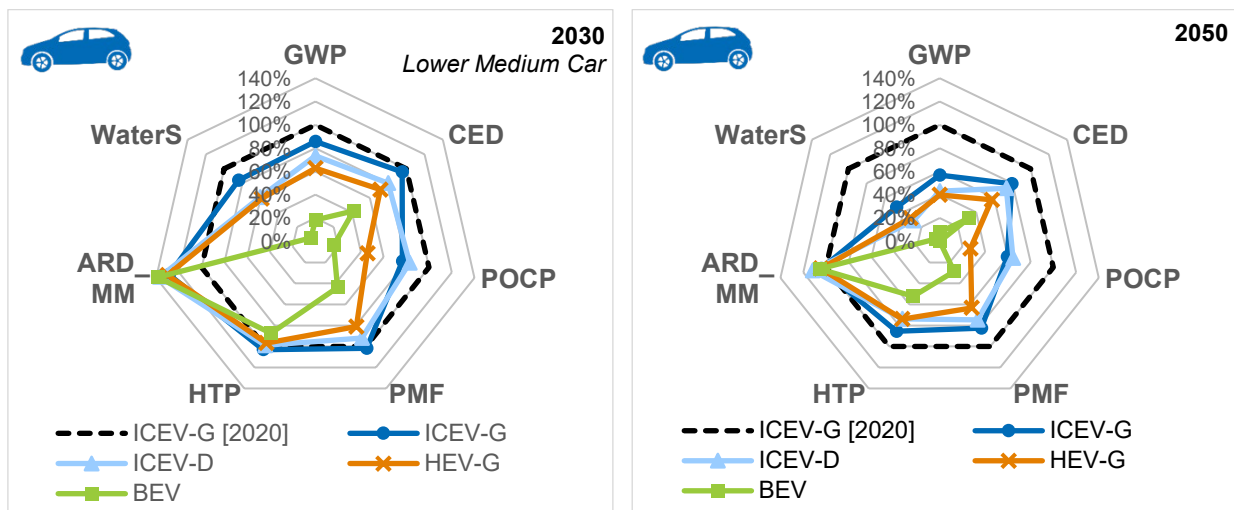 2030
Lower Medium Car
GWP
140%
120%
100%
80%
60%
40%
20%
0%
CED
POCP
PMF
HTP
ARD_
MM
WaterS
ICEV-G [2020]
ICEV-G
ICEV-D
HEV-G
BEV
2050
GWP
140%
120%
100%
80%
60%
40%
20%
0%
CED
POCP
PMF
HTP
ARD_
MM
WaterS
ICEV-G [2020]
ICEV-G
ICEV-D
HEV-G
BEV